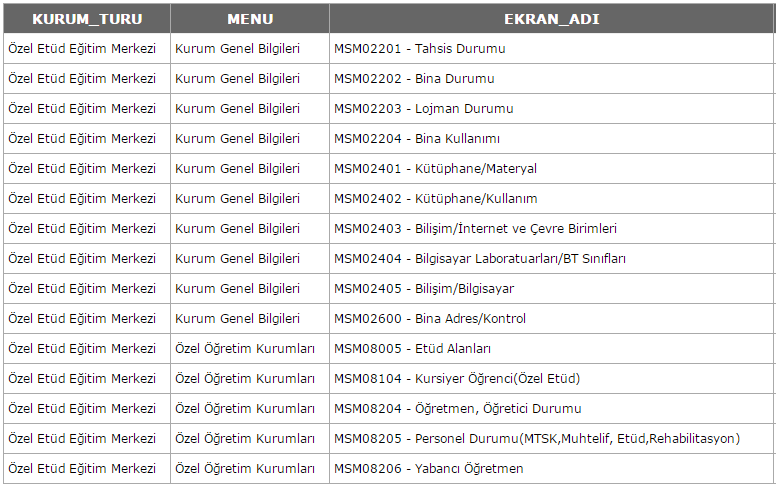 KURUM_TURU MENU EKRAN_ADI
Özel Etüd Eğitim Merkezi Kurum Genel Bilgileri MSM02201 - Tahsis Durumu
Özel Etüd Eğitim Merkezi Kurum Genel Bilgileri MSM02202 - Bina Durumu
Özel Etüd Eğitim Merkezi Kurum Genel Bilgileri MSM02203 - Lojman Durumu
Özel Etüd Eğitim Merkezi Kurum Genel Bilgileri MSM02204 - Bina Kullanımı
Özel Etüd Eğitim Merkezi Kurum Genel Bilgileri MSM02401 - Kütüphane/Materyal
Özel Etüd Eğitim Merkezi Kurum Genel Bilgileri MSM02402 - Kütüphane/Kullanım
Özel Etüd Eğitim Merkezi Kurum Genel Bilgileri MSM02403 - Bilişim/İnternet ve Çevre Birimleri
Özel Etüd Eğitim Merkezi Kurum Genel Bilgileri MSM02404 - Bilgisayar Laboratuarları/BT Sınıfları
Özel Etüd Eğitim Merkezi Kurum Genel Bilgileri MSM02405 - Bilişim/Bilgisayar
Özel Etüd Eğitim Merkezi Kurum Genel Bilgileri MSM02600 - Bina Adres/Kontrol
Özel Etüd Eğitim Merkezi Özel Öğretim Kurumları MSM08005 - Etüd Alanları
Özel Etüd Eğitim Merkezi Özel Öğretim Kurumları MSM08104 - Kursiyer Öğrenci(Özel Etüd)
Özel Etüd Eğitim Merkezi Özel Öğretim Kurumları MSM08204 - Öğretmen, Öğretici Durumu
Özel Etüd Eğitim Merkezi Özel Öğretim Kurumları MSM08205 - Personel Durumu(MTSK,Muhtelif, Etüd,Rehabilitasyon)
Özel Etüd Eğitim Merkezi Özel Öğretim Kurumları MSM08206 - Yabancı Öğretmen